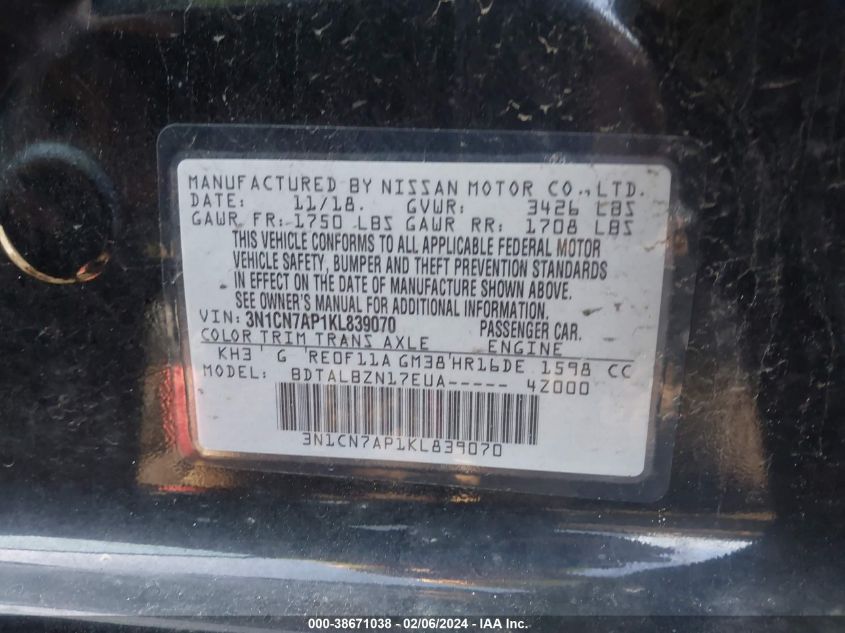 MANUFACTURED BY NISSAN MOTOR CO.,LTD.
DATE: 11/18. GVWR: 3426 LBS
GAWR FR: 1750 LBS GAWR RR: 1708 LBS
THIS VEHICLE CONFORMS TO ALL APPLICABLE FEDERAL MOTOR
VEHICLE SAFETY, BUMPER AND THEFT PREVENTION STANDARDS
IN EFFECT ON THE DATE OF MANUFACTURE SHOWN ABOVE.
SEE OWNER'S MANUAL FOR ADDITIONAL INFORMATION.
VIN: 3N1CN7AP1KL839070 PASSENGER CAR.
COLOR TRIM TRANS AXLE ENGINE
KH3 ' G 'RE0F11A GM38'HR16DE 1598 CC
MODEL: BDTALBZN17EUA----- 4Z000
3N1CN7AP1KL839070
000-38671038 - 02/06/2024 - IAA Inc.